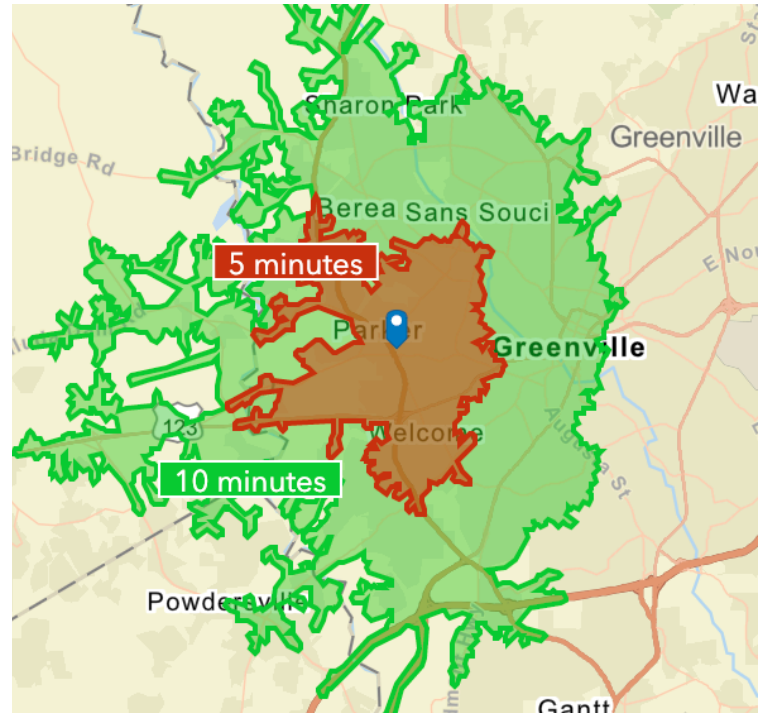 Sharon Park
Wa
Greenville
Bridge Rd
Berea
Sans Souci
E Nor
5 minutes
Parker
Greenville
123
Welcome
Augusta St
10 minutes
Powdersville
Gantt